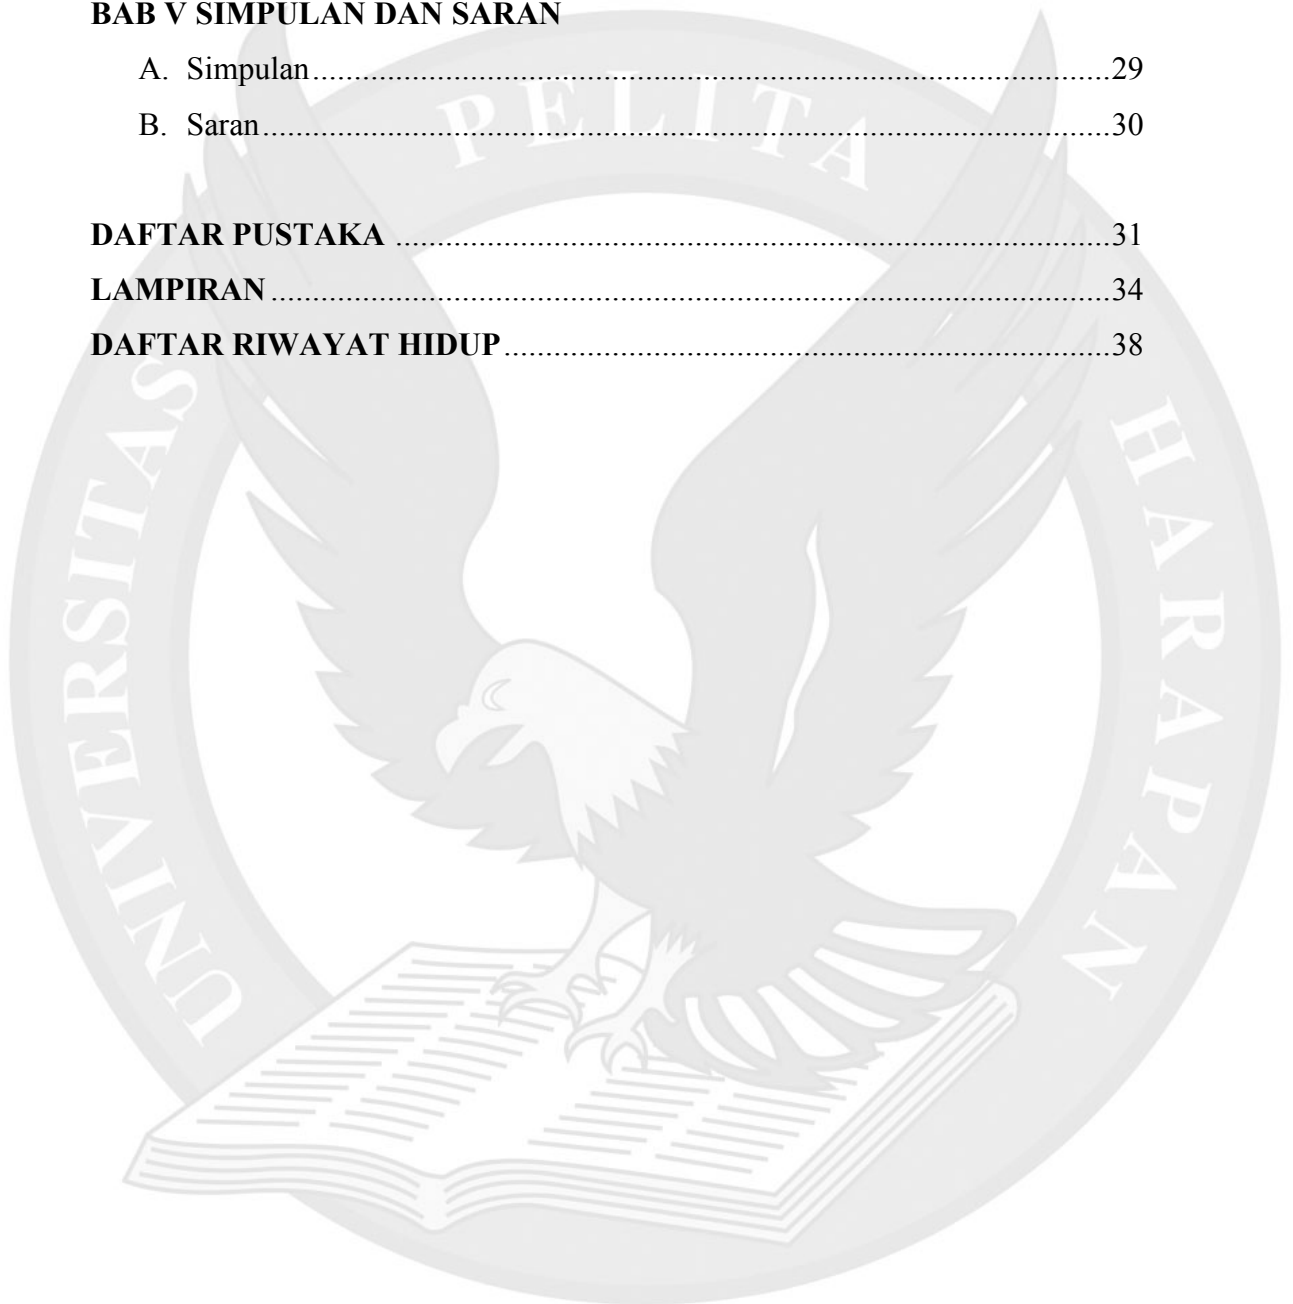 BAB V SIMPULAN DAN SARAN
A. Simpulan....................................................................................................29
B. Saran..........................................................................................................30
DAFTAR PUSTAKA ..........................................................................................31
LAMPIRAN.........................................................................................................34
DAFTAR RIWAYAT HIDUP............................................................................38
UNIVERSITAS PELITA HARAPAN